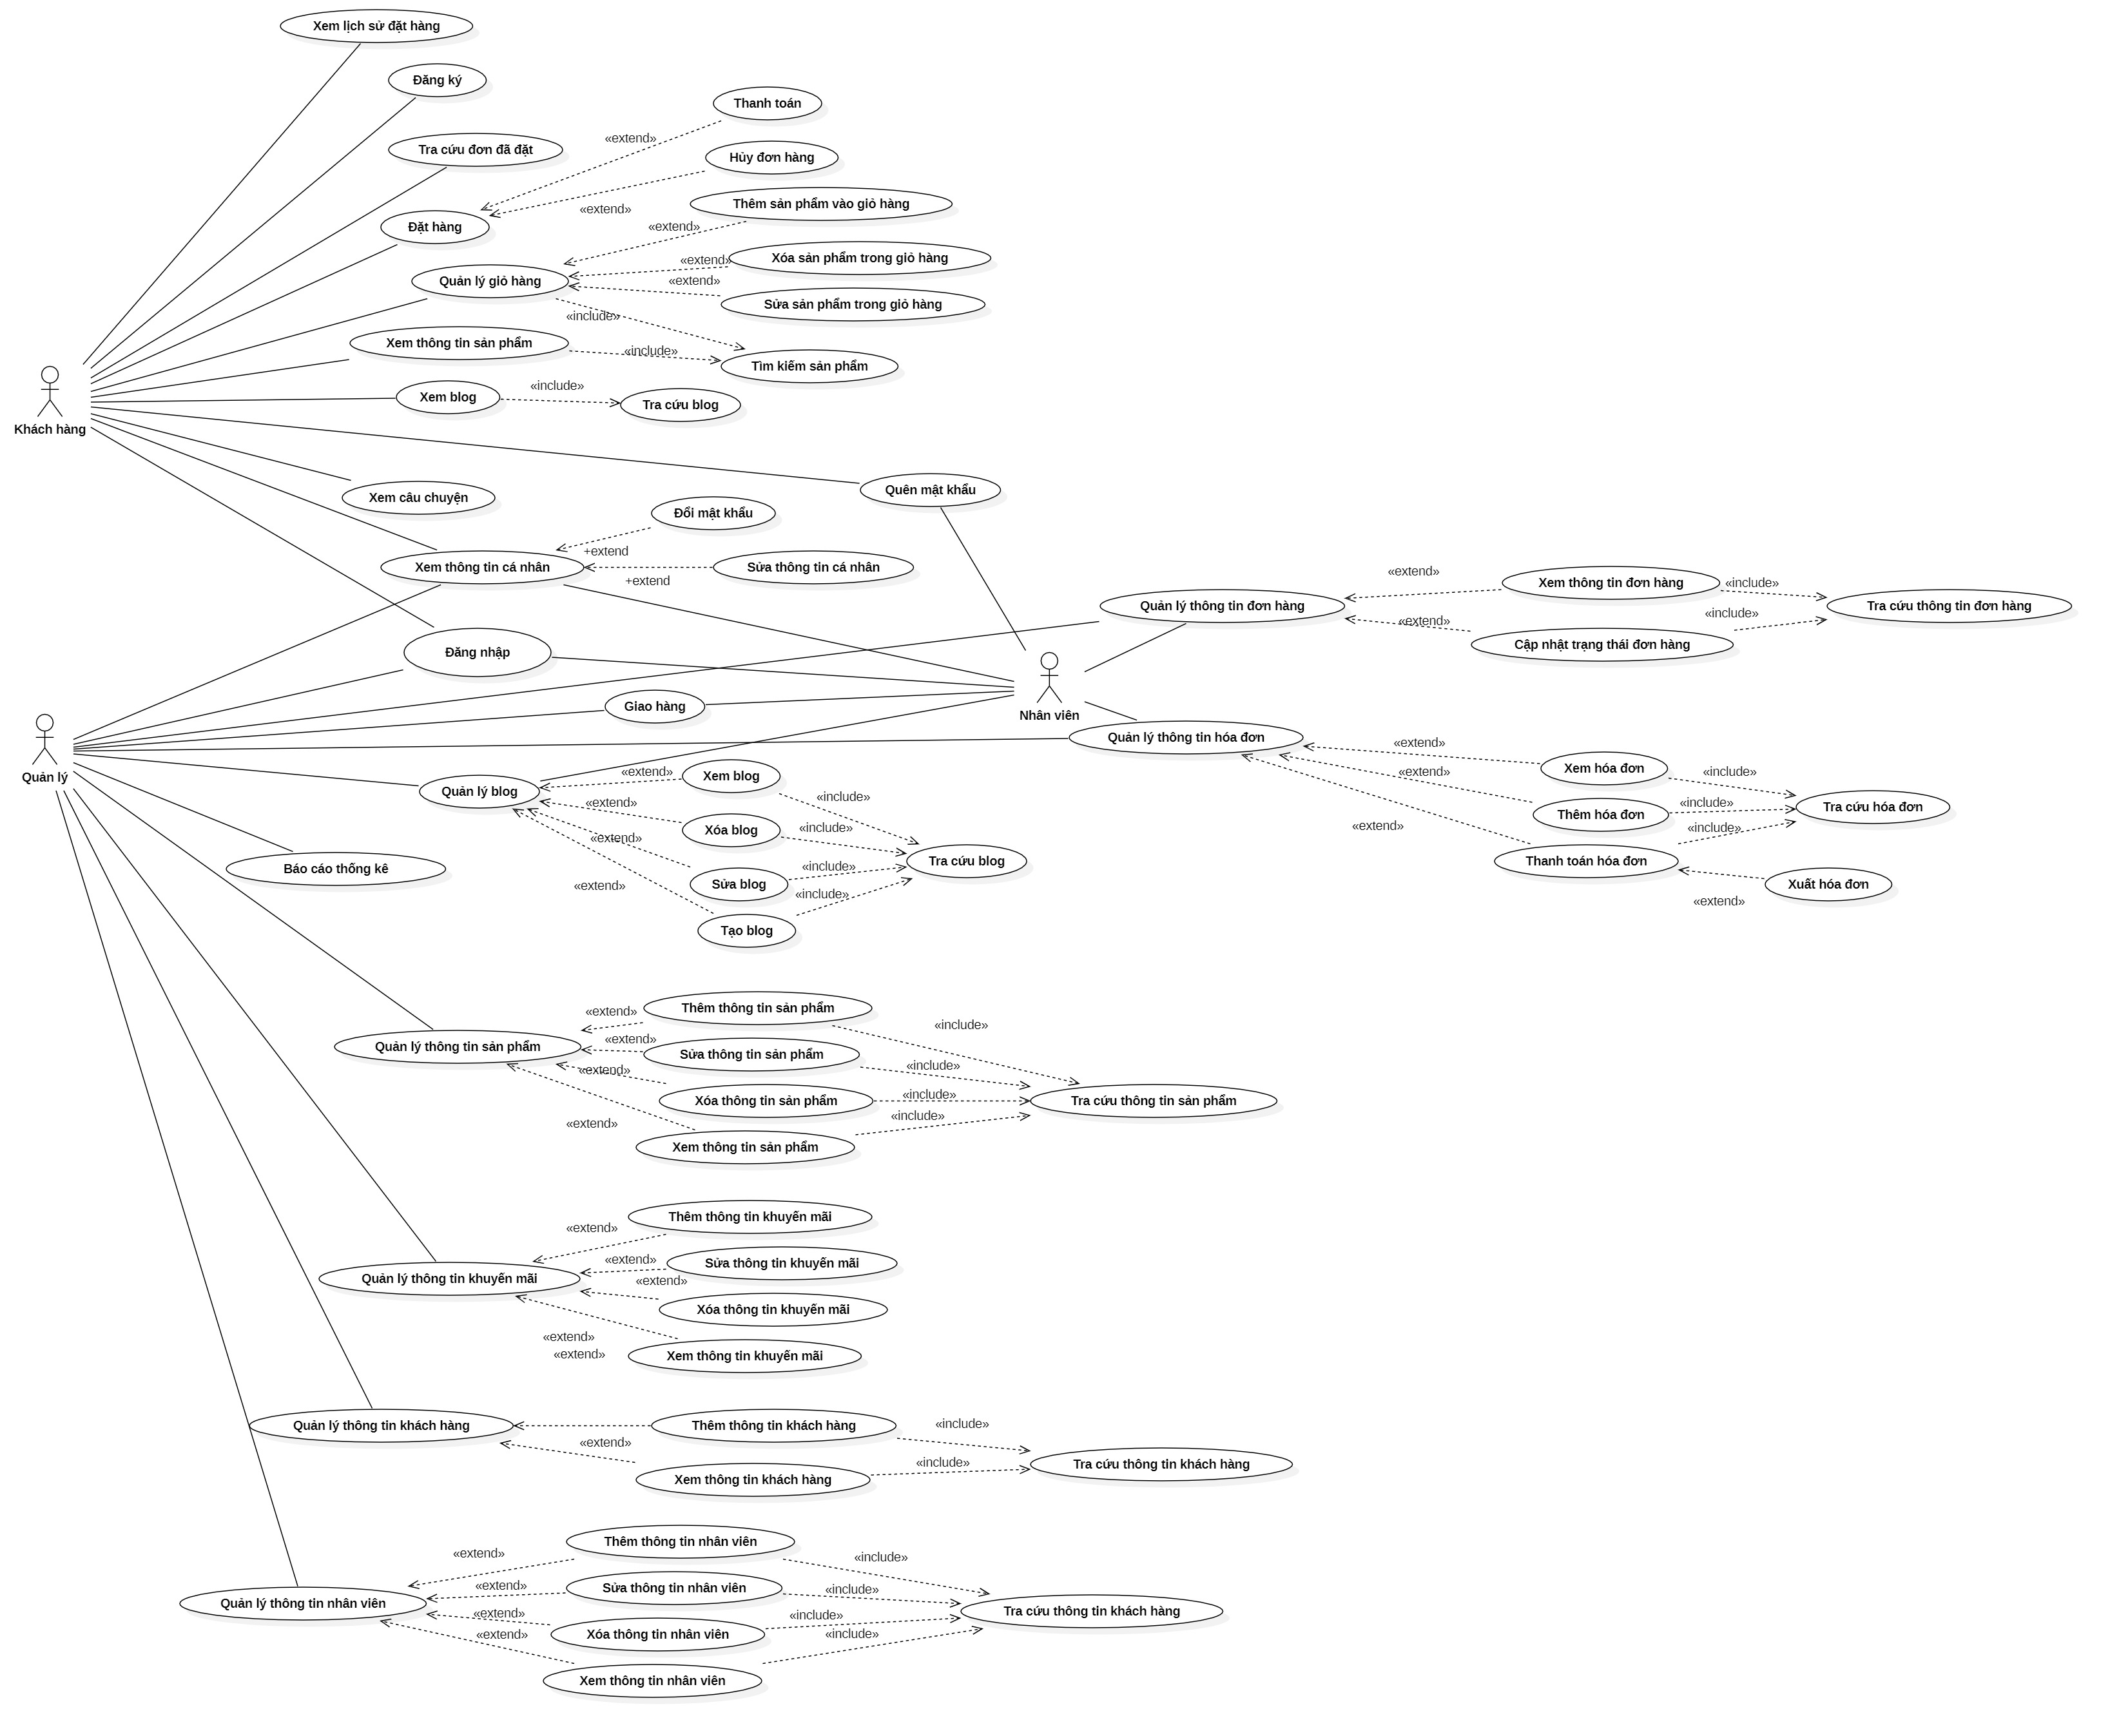 Xem lịch sử đặt hàng
Đăng ký
Thanh toán
«extend»
Tra cứu đơn đã đặt
Hủy đơn hàng
«extend»
Thêm sản phẩm vào giỏ hàng
Đặt hàng
«extend»
Xóa sản phẩm trong giỏ hàng
«extend»
Quản lý giỏ hàng
«extend»
Sửa sản phẩm trong giỏ hàng
«include»
Xem thông tin sản phẩm
«include»
Tìm kiếm sản phẩm
Xem blog
«include»
Tra cứu blog
Khách hàng
Quên mật khẩu
Xem câu chuyện
Đổi mật khẩu
+extend
Xem thông tin cá nhân
Sửa thông tin cá nhân
+extend
«extend»
Xem thông tin đơn hàng
«include»
Quản lý thông tin đơn hàng
Tra cứu thông tin đơn hàng
«include»
«extend»
Cập nhật trạng thái đơn hàng
Đăng nhập
Giao hàng
Nhân viên
Quản lý thông tin hóa đơn
«extend»
Xem hóa đơn
«include»
«extend»
Thêm hóa đơn
«include»
Tra cứu hóa đơn
«extend»
«include»
Thanh toán hóa đơn
Xuất hóa đơn
«extend»
Quản lý
«extend»
Xem blog
Quản lý blog
«include»
«extend»
Xóa blog
«include»
«extend»
Tra cứu blog
«include»
Sửa blog
«extend»
«include»
Tạo blog
Báo cáo thống kê
«extend»
Thêm thông tin sản phẩm
«include»
«extend»
Quản lý thông tin sản phẩm
Sửa thông tin sản phẩm
«include»
«extend»
Xóa thông tin sản phẩm
«include»
Tra cứu thông tin sản phẩm
«extend»
«include»
Xem thông tin sản phẩm
Thêm thông tin khuyến mãi
«extend»
«extend»
Sửa thông tin khuyến mãi
Quản lý thông tin khuyến mãi
«extend»
Xóa thông tin khuyến mãi
«extend»
«extend»
Xem thông tin khuyến mãi
Quản lý thông tin khách hàng
Thêm thông tin khách hàng
«include»
«extend»
Xem thông tin khách hàng
«include»
Tra cứu thông tin khách hàng
Thêm thông tin nhân viên
«extend»
«include»
«extend»
Sửa thông tin nhân viên
«include»
Quản lý thông tin nhân viên
«extend»
«include»
Tra cứu thông tin khách hàng
«extend»
Xóa thông tin nhân viên
«include»
Xem thông tin nhân viên